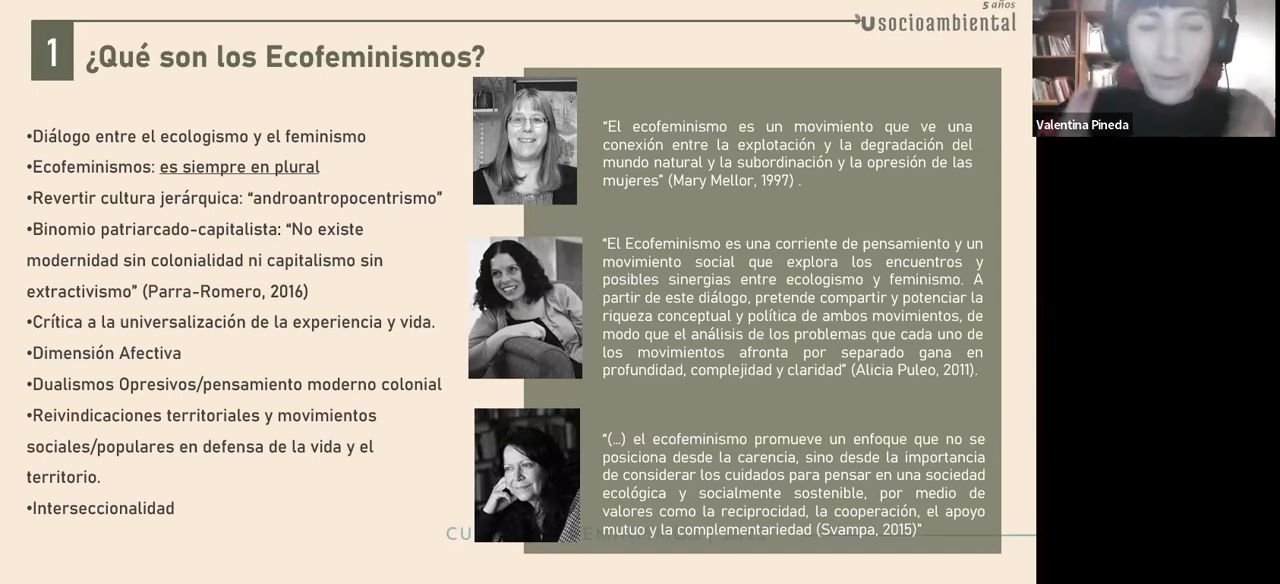 5 años
Usocioambiental
1
¿Qué son los Ecofeminismos?
•Diálogo entre el ecologismo y el feminismo
•Ecofeminismos: es siempre en plural
•Revertir cultura jerárquica: “androantropocentrismo”
•Binomio patriarcado-capitalista: “No existe
modernidad sin colonialidad ni capitalismo sin
extractivismo” (Parra-Romero, 2016)
•Crítica a la universalización de la experiencia y vida.
•Dimensión Afectiva
•Dualismos Opresivos/pensamiento moderno colonial
•Reivindicaciones territoriales y movimientos
sociales/populares en defensa de la vida y el
territorio.
•Interseccionalidad
“El ecofeminismo es un movimiento que ve una
conexión entre la explotación y la degradación del
mundo natural y la subordinación y la opresión de las
mujeres” (Mary Mellor, 1997) .
“El Ecofeminismo es una corriente de pensamiento y un
movimiento social que explora los encuentros y
posibles sinergias entre ecologismo y feminismo. A
partir de este diálogo, pretende compartir y potenciar la
riqueza conceptual y política de ambos movimientos, de
modo que el análisis de los problemas que cada uno de
los movimientos afronta por separado gana en
profundidad, complejidad y claridad” (Alicia Puleo, 2011).
“(...) el ecofeminismo promueve un enfoque que no se
posiciona desde la carencia, sino desde la importancia
de considerar los cuidados para pensar en una sociedad
ecológica y socialmente sostenible, por medio de
valores como la reciprocidad, la cooperación, el apoyo
mutuo y la complementariedad (Svampa, 2015)”
Valentina Pineda